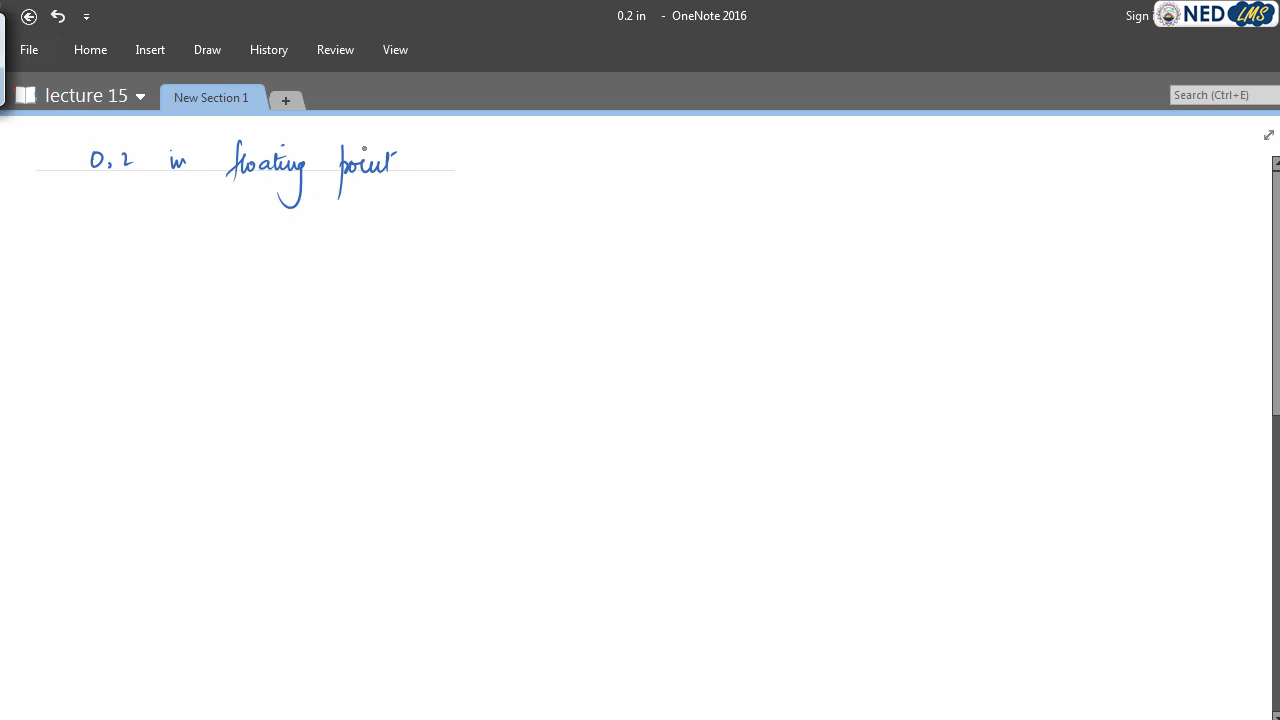 0.2 in - OneNote 2016
Sign
NED LMS
File Home Insert Draw History Review View
lecture 15 New Section 1 +
Search (Ctrl+E)
0.2 in floating point